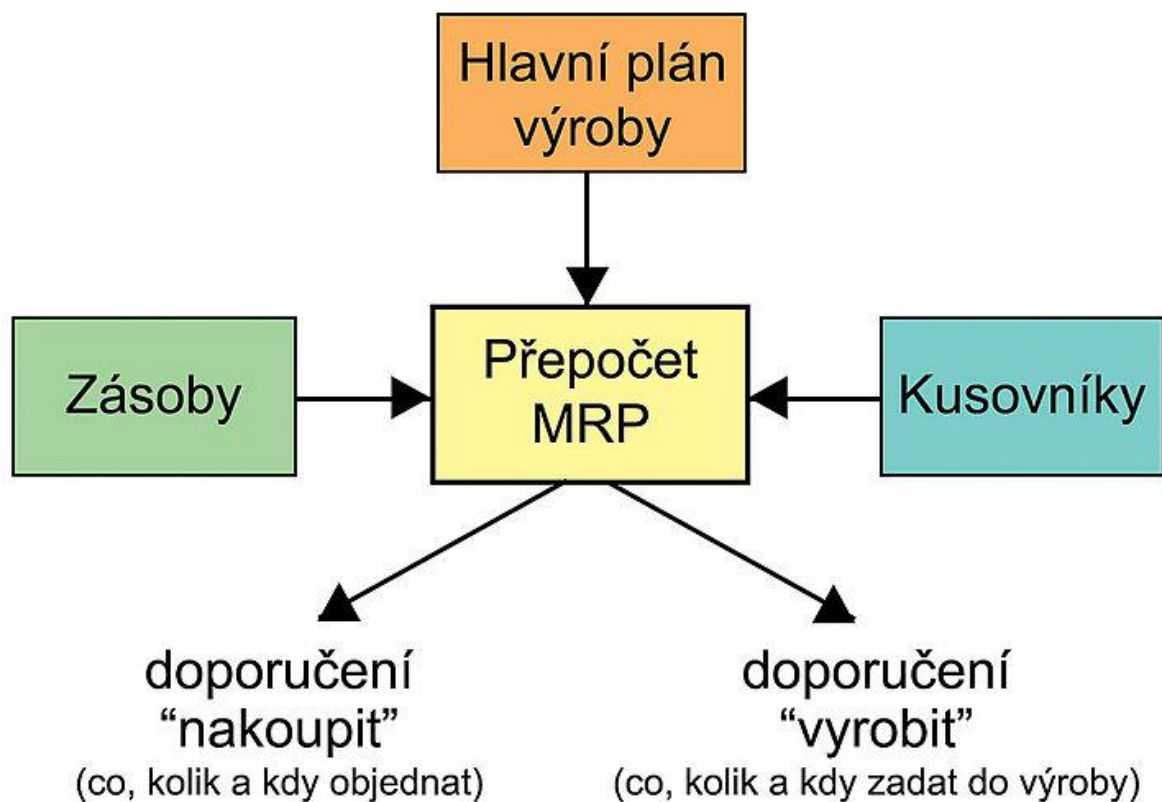 Hlavní plán
výroby
Zásoby
Přepočet
MRP
Kusovníky
doporučení
“nakoupit”
(co, kolik a kdy objednat)
doporučení
“vyrobit”
(co, kolik a kdy zadat do výroby)